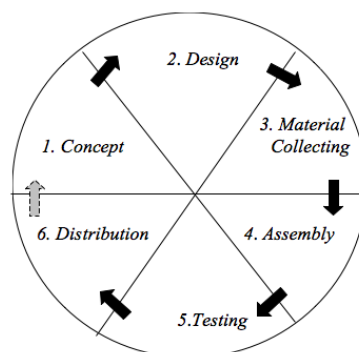 2. Design
3. Material
Collecting
1. Concept
6. Distribution
4. Assembly
5.Testing